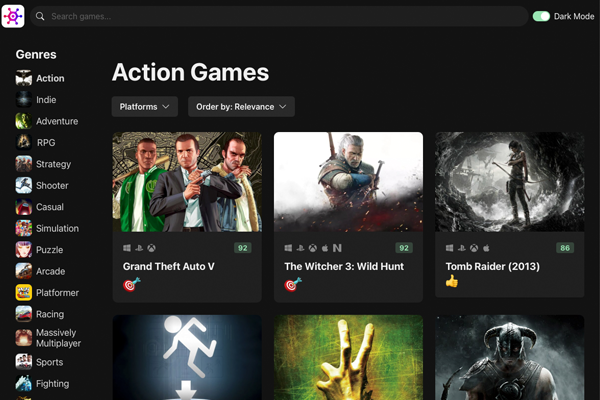 Search games...
Dark Mode
Genres
Action
Indie
Adventure
RPG
Strategy
Shooter
Casual
Simulation
Puzzle
Arcade
Platformer
Racing
Massively
Multiplayer
Sports
Fighting
Action Games
Platforms
Order by: Relevance
92
Grand Theft Auto V
92
The Witcher 3: Wild Hunt
86
Tomb Raider (2013)